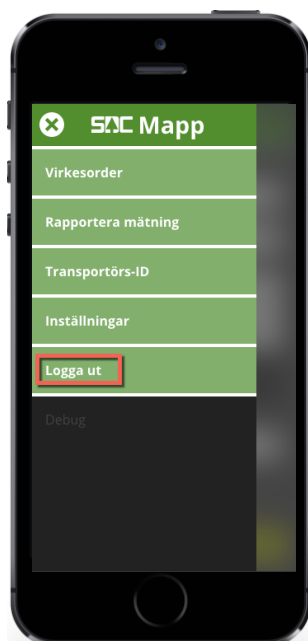 SDC Mapp
Virkesorder
Rapportera mätning
Transportörs-ID
Inställningar
Logga ut
Debug